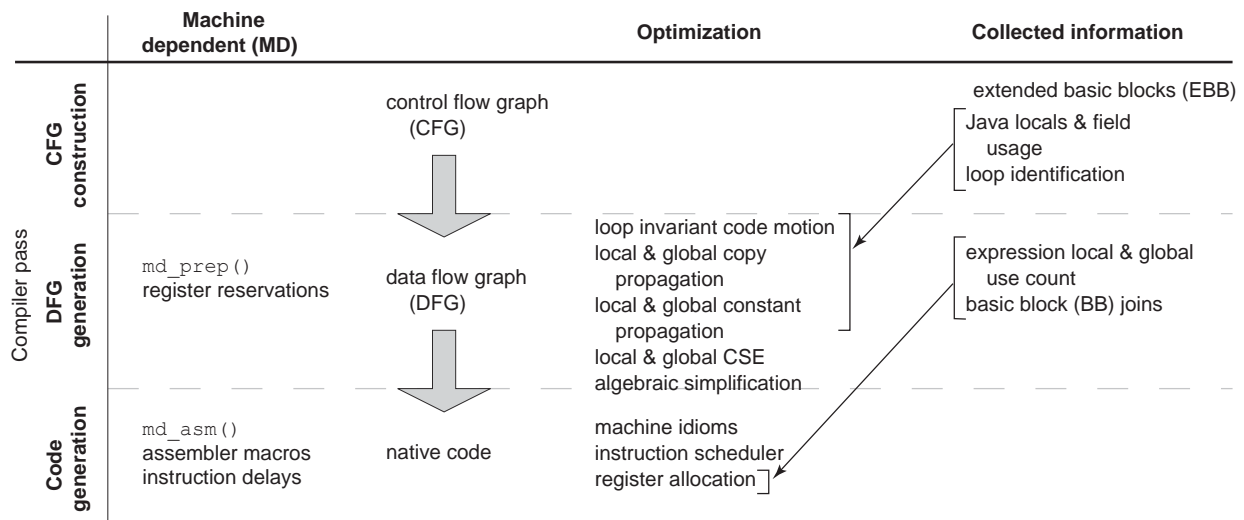 Machine
dependent (MD)
Optimization
Collected information
Compiler pass
CFG
construction
control flow graph
(CFG)
extended basic blocks (EBB)
Java locals & field
usage
loop identification
DFG
generation
md_prep()
register reservations
data flow graph
(DFG)
loop invariant code motion
local & global copy
propagation
local & global constant
propagation
local & global CSE
algebraic simplification
expression local & global
use count
basic block (BB) joins
Code
generation
md_asm()
assembler macros
instruction delays
native code
machine idioms
instruction scheduler
register allocation